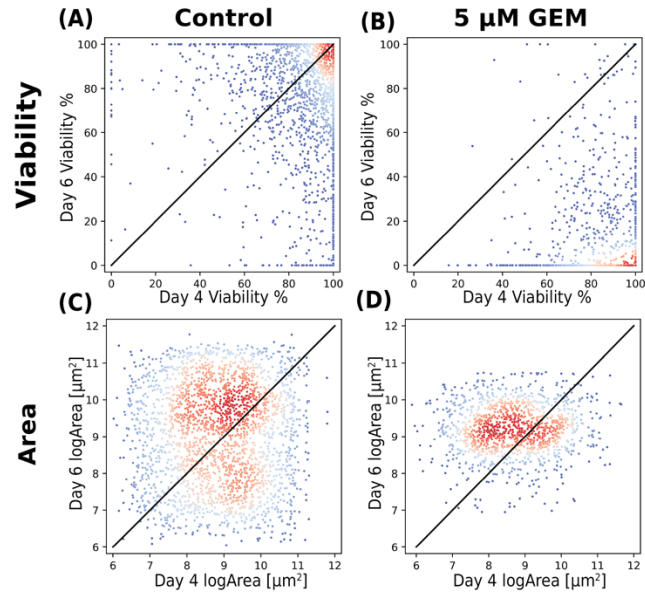 Control
5 µM GEM
(A)
(B)
Viability
Day 6 Viability %
100
80
60
40
20
0
0 20 40 60 80 100
Day 4 Viability %
Day 6 Viability %
100
80
60
40
20
0
0 20 40 60 80 100
Day 4 Viability %
(C)
(D)
Area
Day 6 logArea [µm²]
12
11
10
9
8
7
6
6 7 8 9 10 11 12
Day 4 logArea [µm²]
Day 6 logArea [µm²]
12
11
10
9
8
7
6
6 7 8 9 10 11 12
Day 4 logArea [µm²]